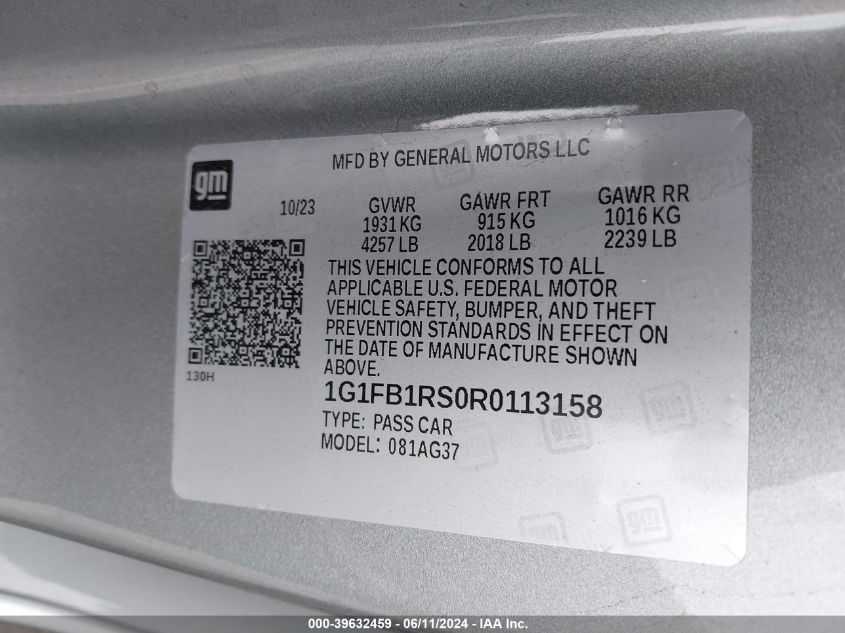 MFD BY GENERAL MOTORS LLC
gm
10/23
GVWR
1931 KG
4257 LB
GAWR FRT
915 KG
2018 LB
GAWR RR
1016 KG
2239 LB
THIS VEHICLE CONFORMS TO ALL
APPLICABLE U.S. FEDERAL MOTOR
VEHICLE SAFETY, BUMPER, AND THEFT
PREVENTION STANDARDS IN EFFECT ON
THE DATE OF MANUFACTURE SHOWN
ABOVE.
130H
1G1FB1RS0R0113158
TYPE: PASS CAR
MODEL: 081AG37
gm
gm
000-39632459 - 06/11/2024 - IAA Inc.